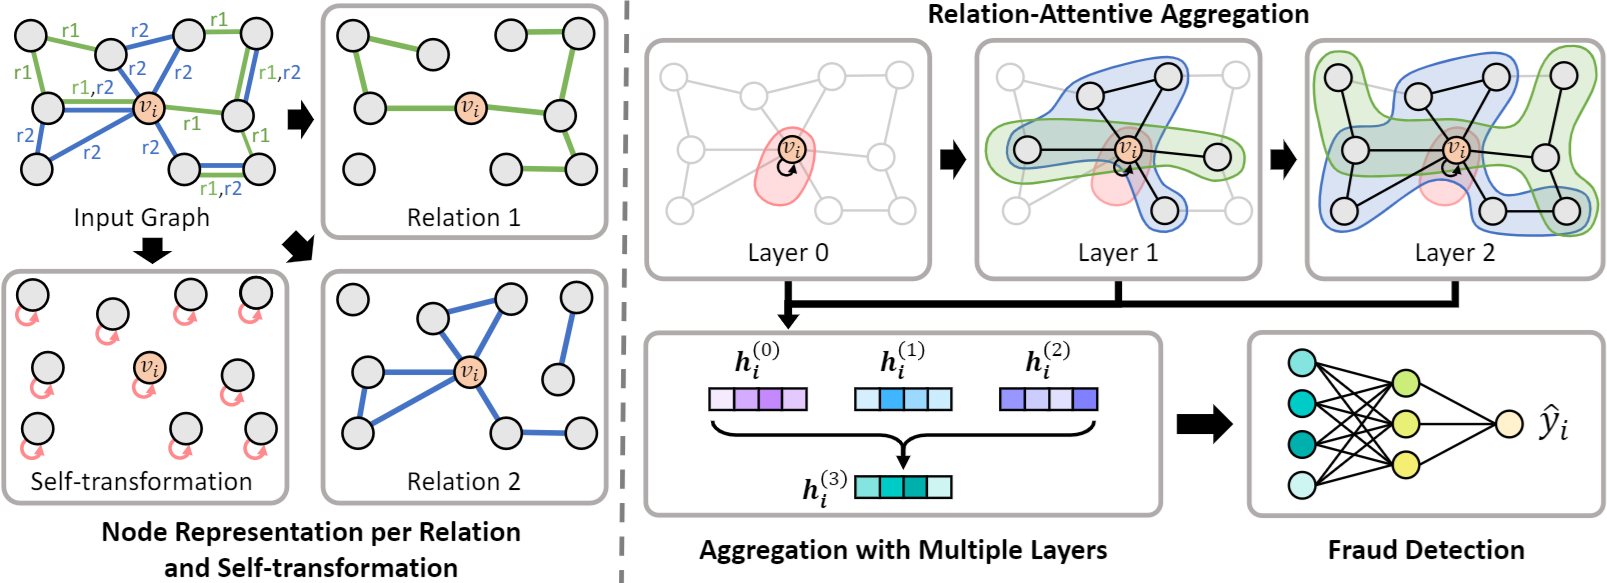 r1
r2
r1
r1
r2
r2
r1,r2
r1,r2
v_i
r1
r2
r2
r2
r1
r1,r2
Input Graph
v_i
Relation 1
v_i
Self-transformation
v_i
Relation 2
Node Representation per Relation
and Self-transformation
Relation-Attentive Aggregation
v_i
Layer 0
v_i
Layer 1
v_i
Layer 2
h_i^(0)
h_i^(1)
h_i^(2)
h_i^(3)
Aggregation with Multiple Layers
ŷ_i
Fraud Detection